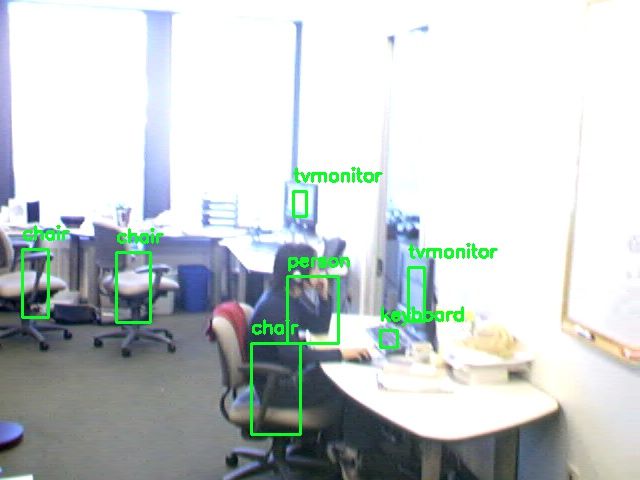 tvmonitor
chair
chair
person
tvmonitor
keyboard
chair